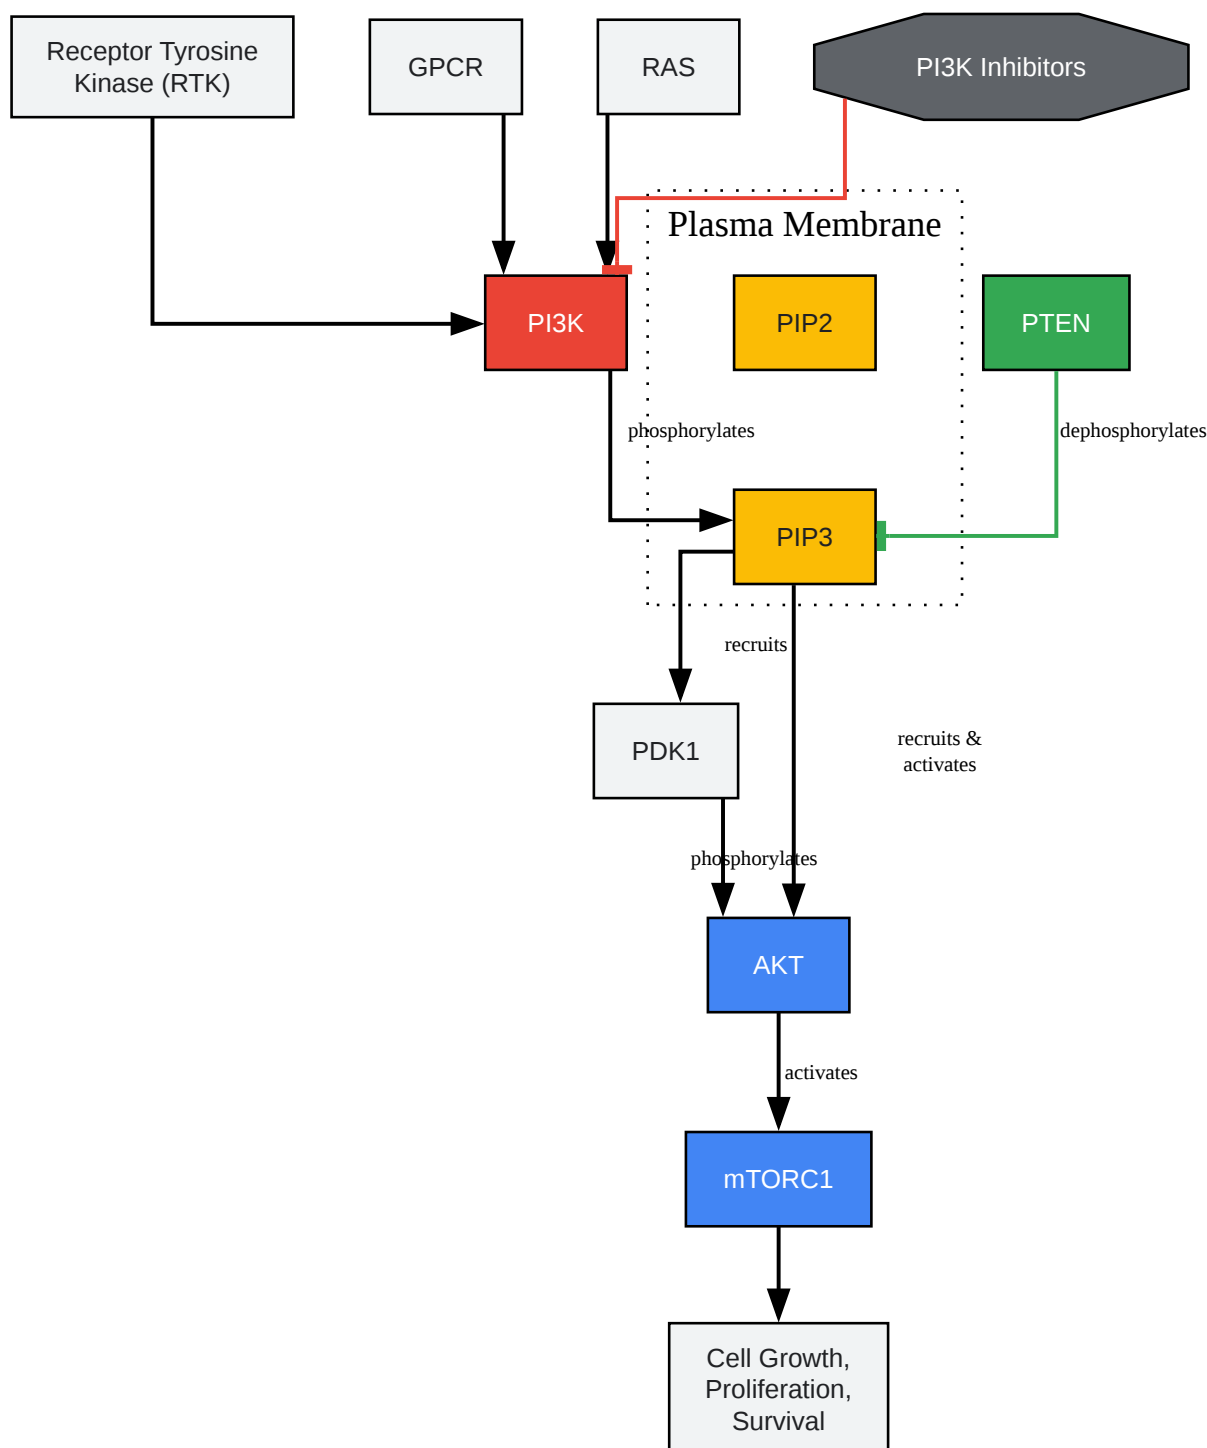 Receptor Tyrosine
Kinase (RTK)
GPCR
RAS
PI3K Inhibitors
Plasma Membrane
PI3K
PIP2
PTEN
phosphorylates
dephosphorylates
PIP3
recruits
recruits &
activates
PDK1
phosphorylates
AKT
activates
mTORC1
Cell Growth,
Proliferation,
Survival